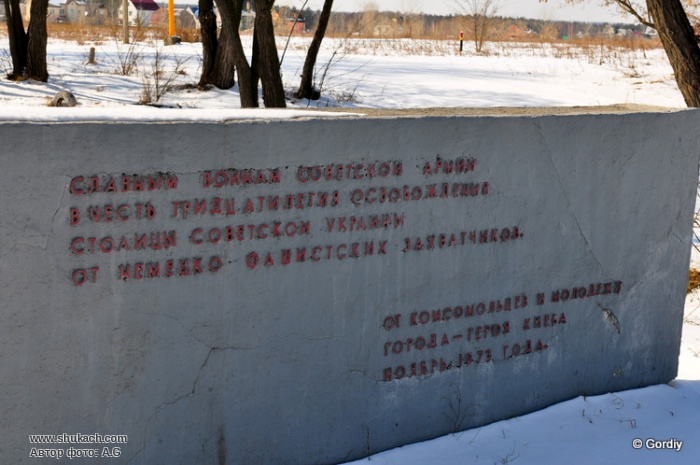 СЛАВНЫМ ВОИНАМ СОВЕТСКОЙ АРМИИ
В ЧЕСТЬ ТРИДЦАТИЛЕТИЯ ОСВОБОЖДЕНИЯ
СТОЛИЦЫ СОВЕТСКОЙ УКРАИНЫ
ОТ НЕМЕЦКО ФАШИСТСКИХ ЗАХВАТЧИКОВ.
ОТ КОМСОМОЛЬЦЕВ И МОЛОДЕЖИ
ГОРОДА-ГЕРОЯ КИЕВА
НОЯБРЬ, 1973 ГОДА.
www.shukach.com
Автор фото: A.G
© Gordiy